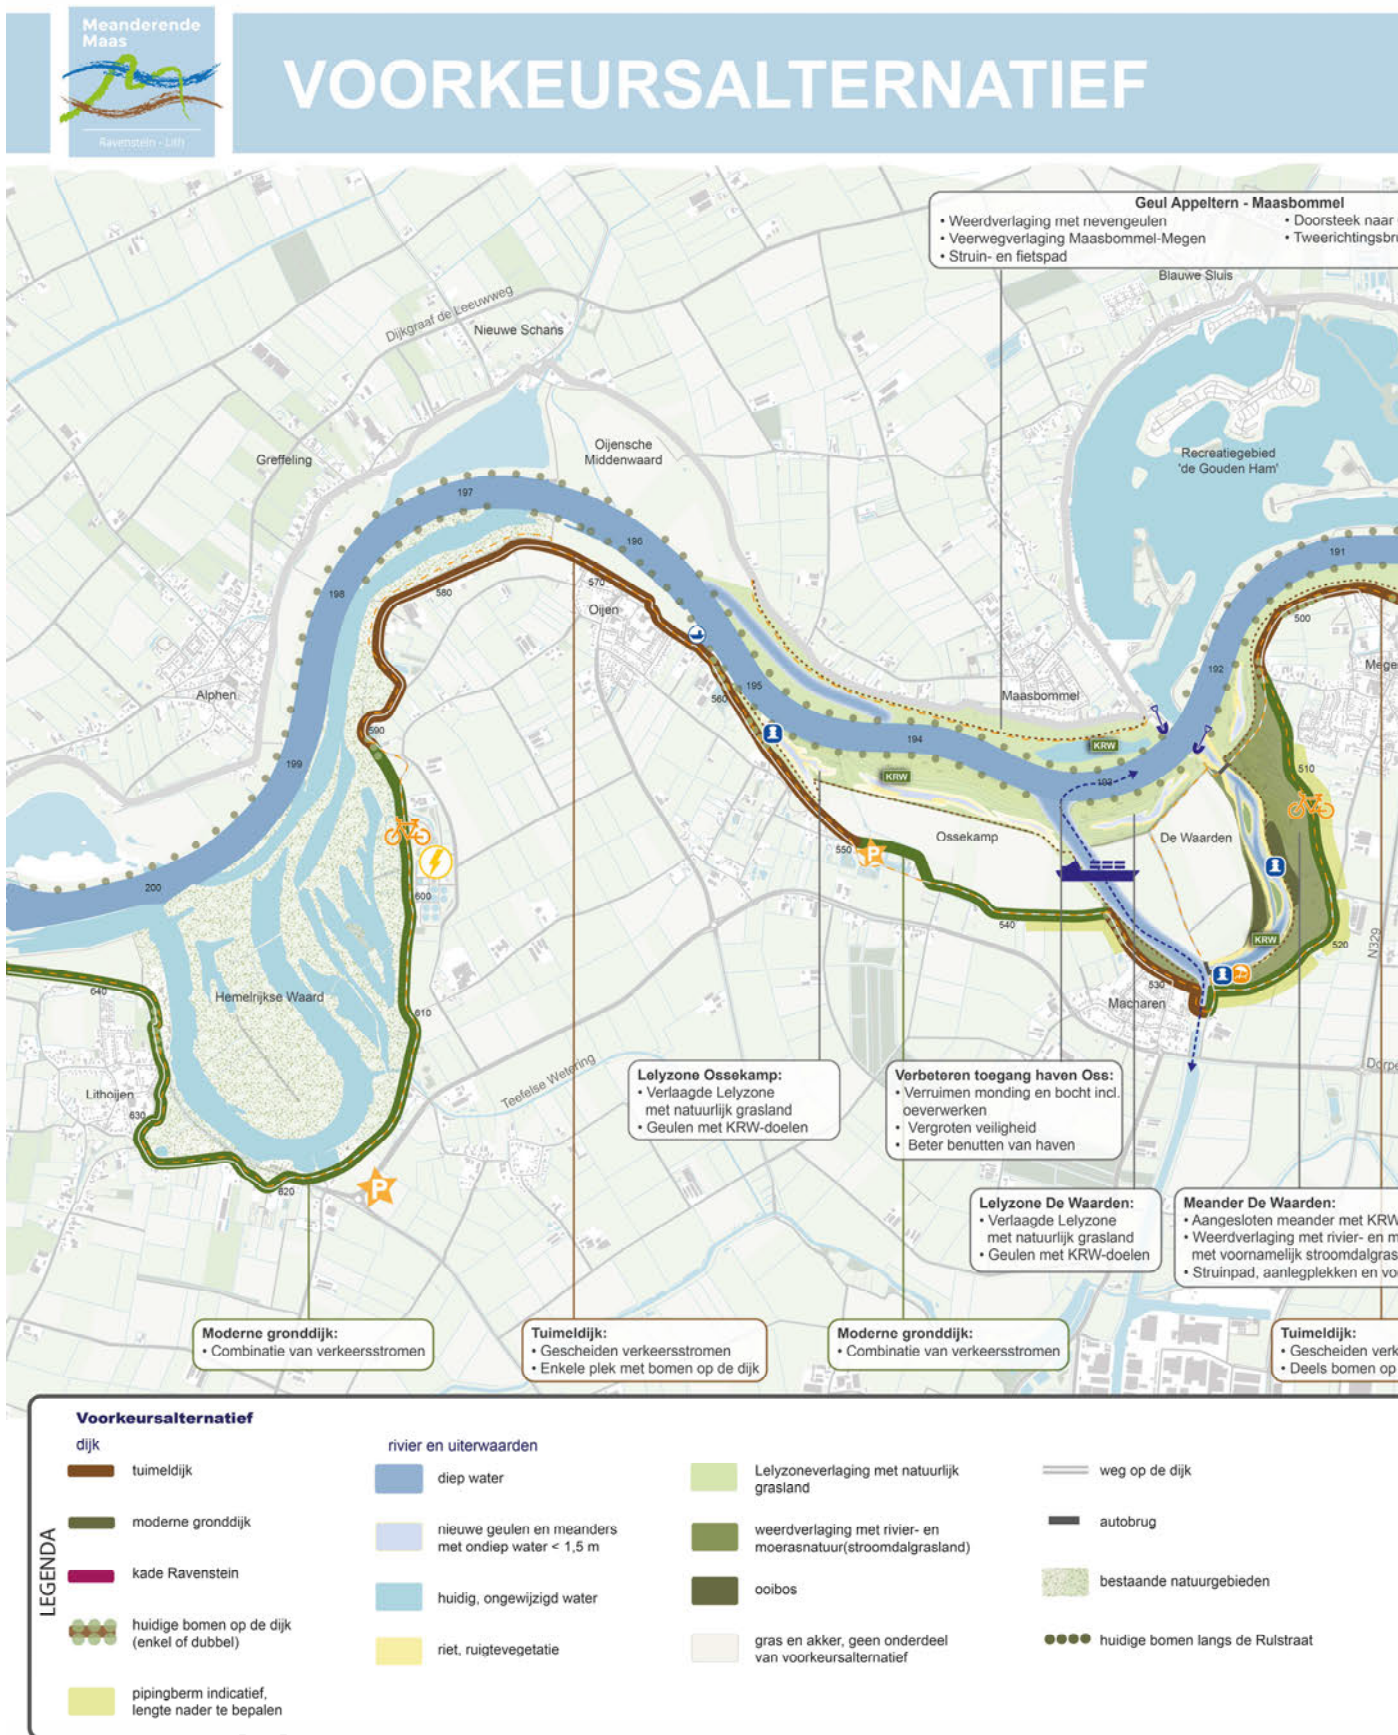 Meanderende
Maas
Ravenstein - Lith
VOORKEURSALTERNATIEF
Geul Appeltern - Maasbommel
• Weerdverlaging met nevengeulen
• Veerwegverlaging Maasbommel-Megen
• Struin- en fietspad
• Doorsteek naar
• Tweerichtingsbr
Blauwe Sluis
Dijkgraaf de Leeuwweg
Nieuwe Schans
Greffeling
Oijensche
Middenwaard
Recreatiegebied
'de Gouden Ham'
197
196
191
198
580
570
Oijen
500
Mege
192
Alphen
195
560
Maasbommel
590
194
KRW
KRW
193
199
510
550
Ossekamp
De Waarden
200
600
540
KRW
520
N329
640
Hemelrijkse Waard
610
530
Macharen
Teefelse Wetering
Dorpe
Lithoijen
630
620
P
P
Lelyzone Ossekamp:
• Verlaagde Lelyzone
met natuurlijk grasland
• Geulen met KRW-doelen
Verbeteren toegang haven Oss:
• Verruimen monding en bocht incl.
oeverwerken
• Vergroten veiligheid
• Beter benutten van haven
Lelyzone De Waarden:
• Verlaagde Lelyzone
met natuurlijk grasland
• Geulen met KRW-doelen
Meander De Waarden:
• Aangesloten meander met KRW
• Weerdverlaging met rivier- en m
met voornamelijk stroomdalgras
• Struinpad, aanlegplekken en vo
Moderne gronddijk:
• Combinatie van verkeersstromen
Tuimeldijk:
• Gescheiden verkeersstromen
• Enkele plek met bomen op de dijk
Moderne gronddijk:
• Combinatie van verkeersstromen
Tuimeldijk:
• Gescheiden verk
• Deels bomen op
LEGENDA
Voorkeursalternatief
dijk
tuimeldijk
moderne gronddijk
kade Ravenstein
huidige bomen op de dijk
(enkel of dubbel)
pipingberm indicatief,
lengte nader te bepalen
rivier en uiterwaarden
diep water
nieuwe geulen en meanders
met ondiep water < 1,5 m
huidig, ongewijzigd water
riet, ruigtevegetatie
Lelyzoneverlaging met natuurlijk
grasland
weerdverlaging met rivier- en
moerasnatuur(stroomdalgrasland)
ooibos
gras en akker, geen onderdeel
van voorkeursalternatief
weg op de dijk
autobrug
bestaande natuurgebieden
huidige bomen langs de Rulstraat